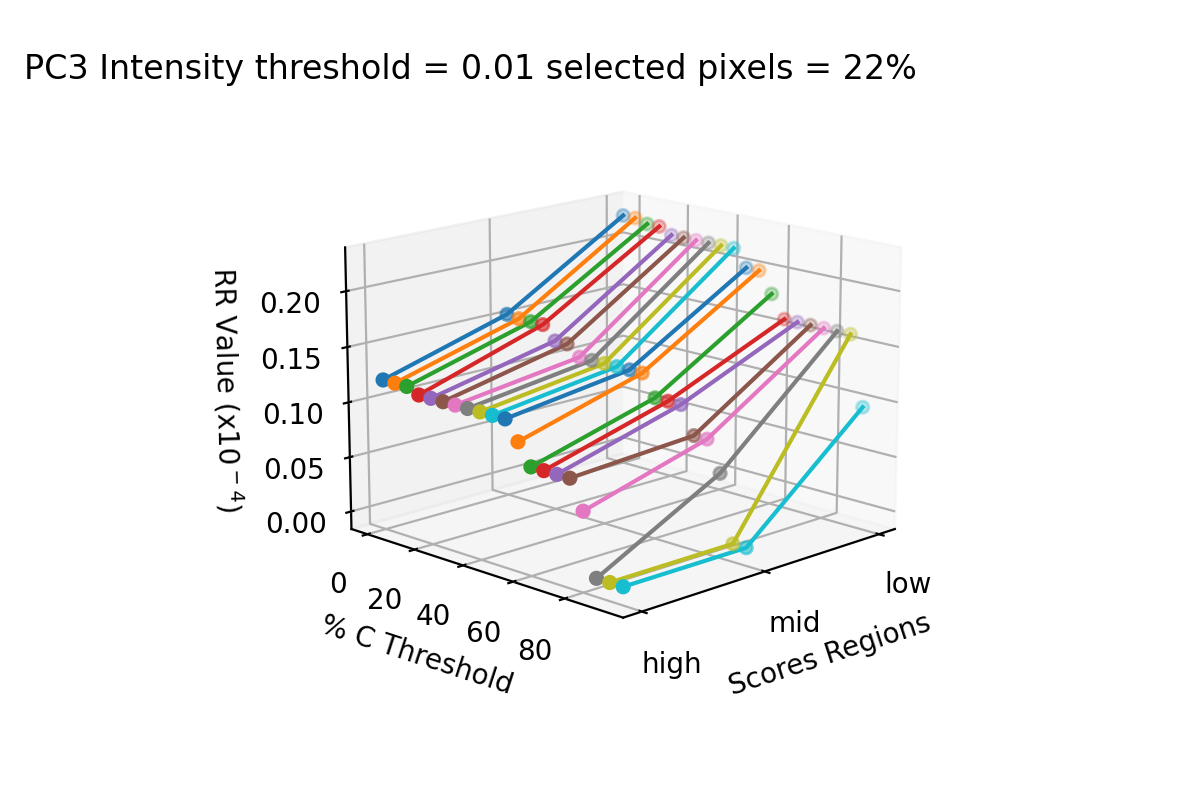 PC3 Intensity threshold = 0.01 selected pixels = 22%
RR Value (x10⁻⁴)
0.20
0.15
0.10
0.05
0.00
0
20
40
60
80
% C Threshold
high
mid
low
Scores Regions